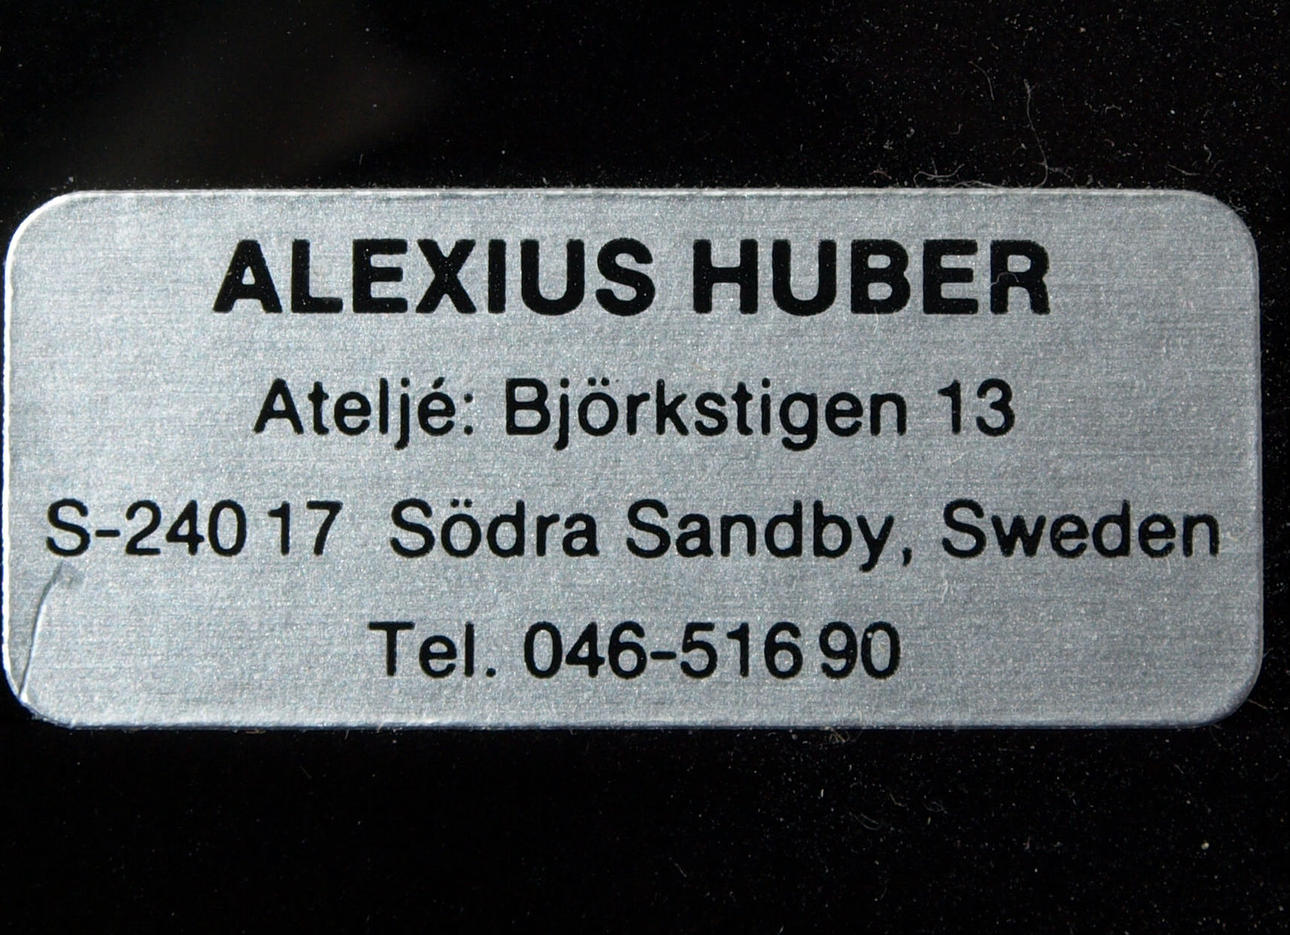 ALEXIUS HUBER
Ateljé: Björkstigen 13
S-240 17 Södra Sandby, Sweden
Tel. 046-516 90